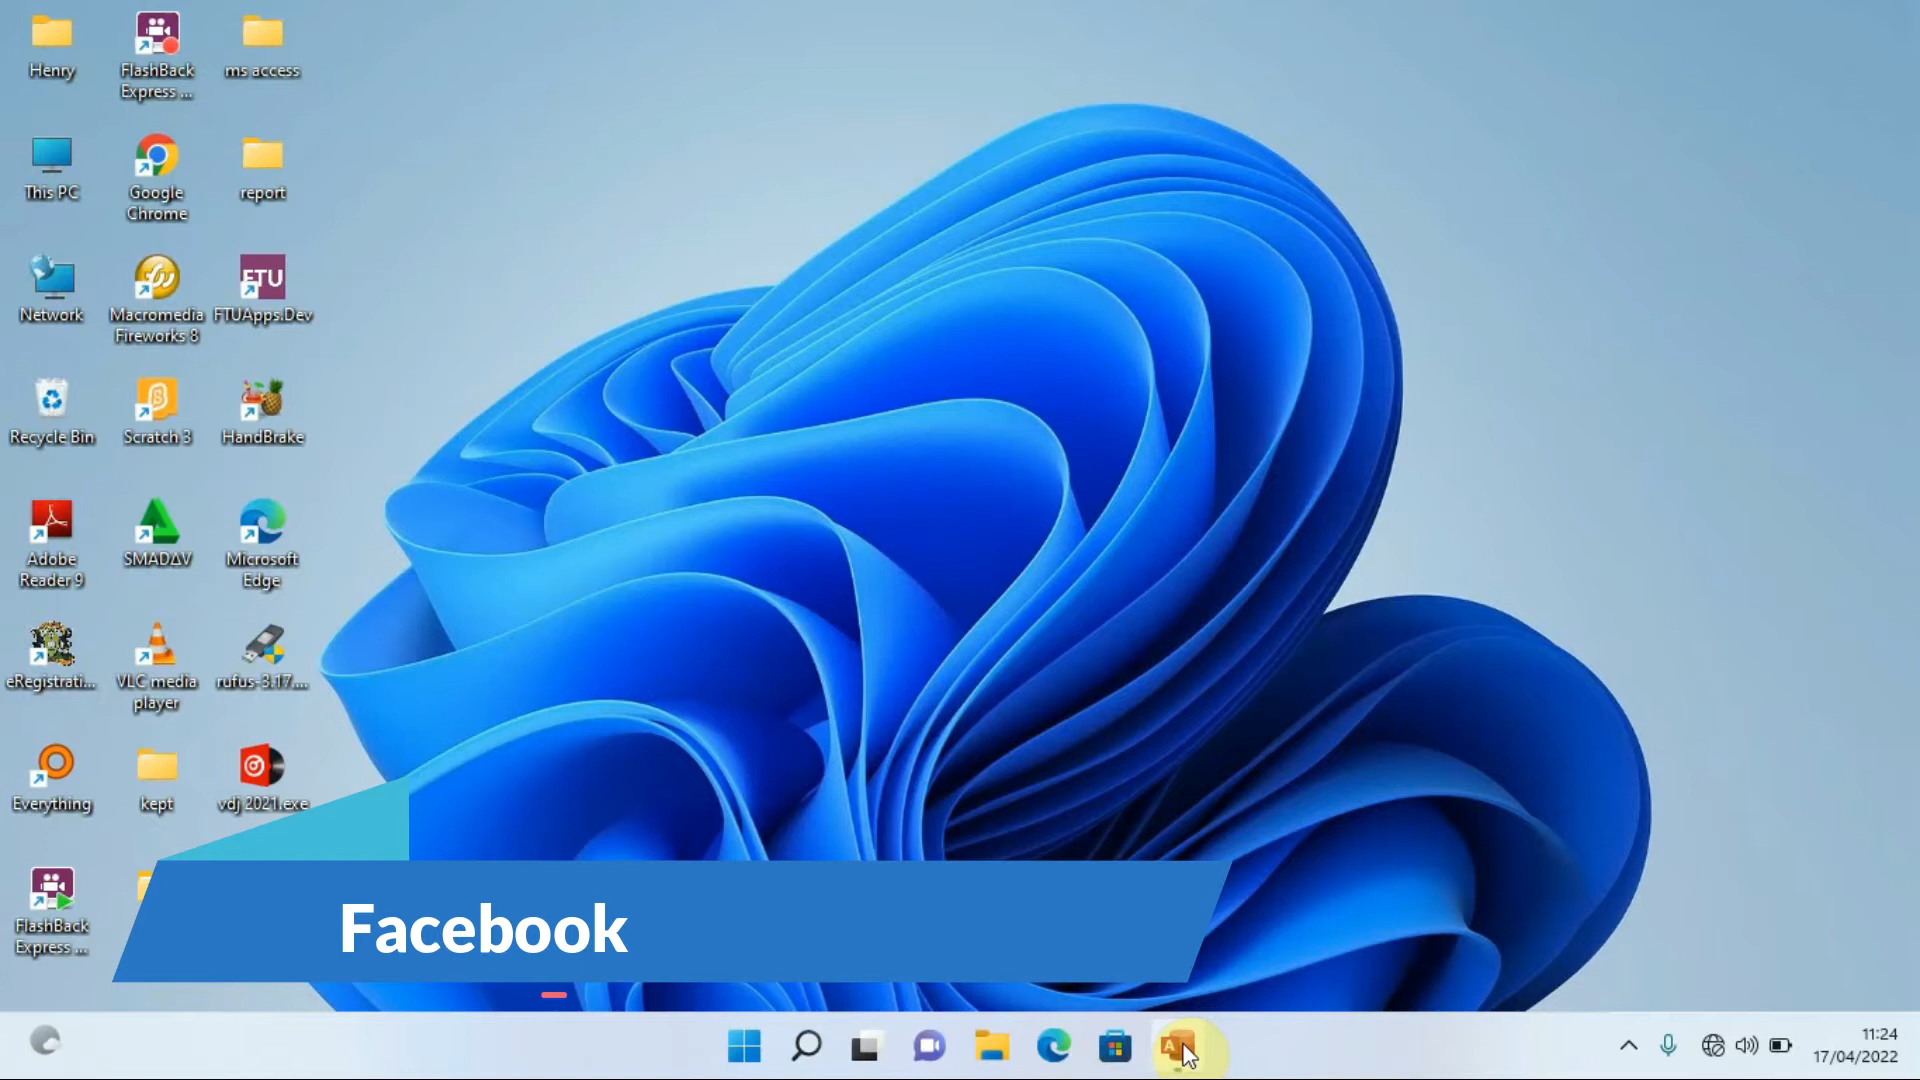 Henry
FlashBack
Express ...
ms access
This PC
Google
Chrome
report
Network
Macromedia
Fireworks 8
FTU
FTUApps.Dev
Recycle Bin
Scratch 3
HandBrake
Adobe
Reader 9
SMADΔV
Microsoft
Edge
eRegistrati...
VLC media
player
rufus-3.17....
Everything
kept
vdj 2021.exe
FlashBack
Express ...
Facebook
A
11:24
17/04/2022